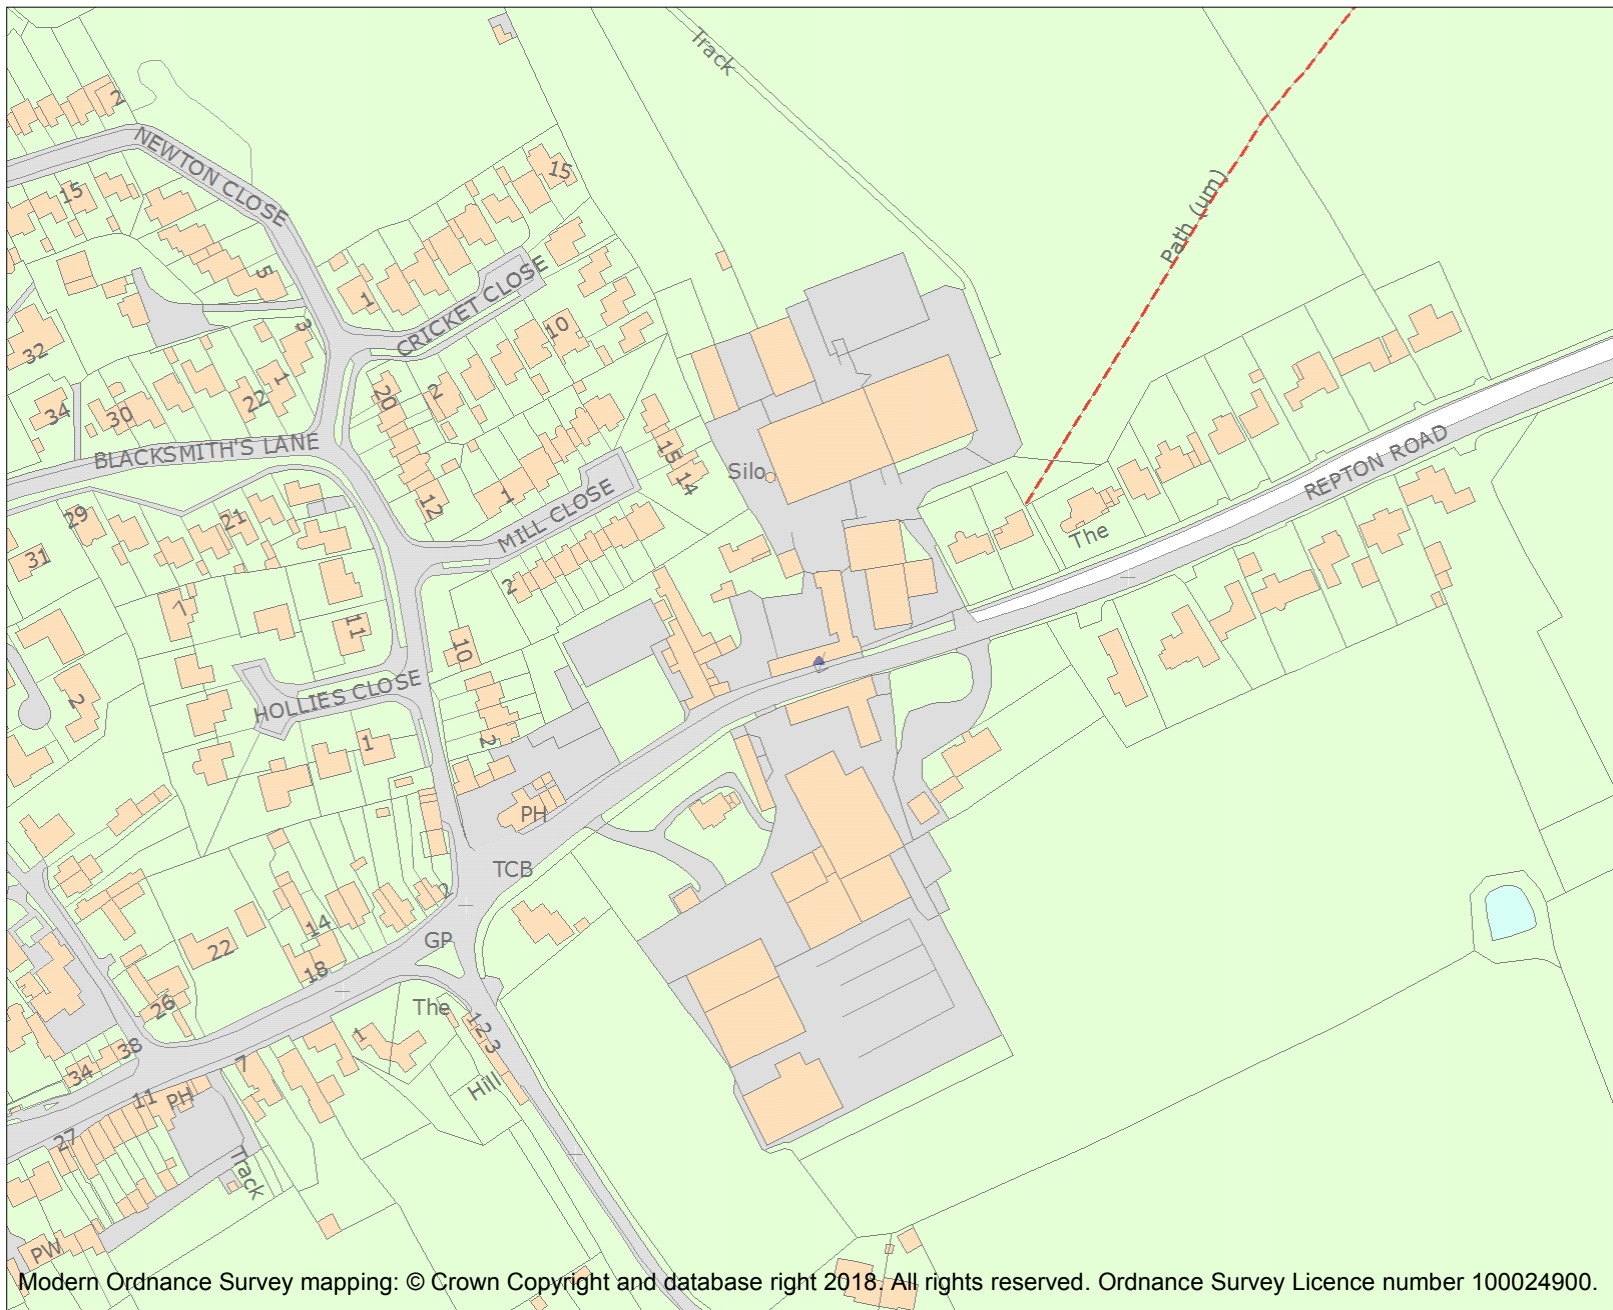 Track
2
NEWTON CLOSE
15
15
Path (um)
5
1
CRICKET CLOSE
3
10
32
1
2
20
22
34
30
BLACKSMITH'S LANE
REPTON ROAD
15
Silo
14
1
12
MILL CLOSE
29
21
The
31
2
7
11
10
2
HOLLIES CLOSE
2
1
PH
TCB
2
14
GP
22
18
26
The
1
1
2
3
38
7
34
Hill
11
PH
27
Track
PW
Modern Ordnance Survey mapping: © Crown Copyright and database right 2018. All rights reserved. Ordnance Survey Licence number 100024900.